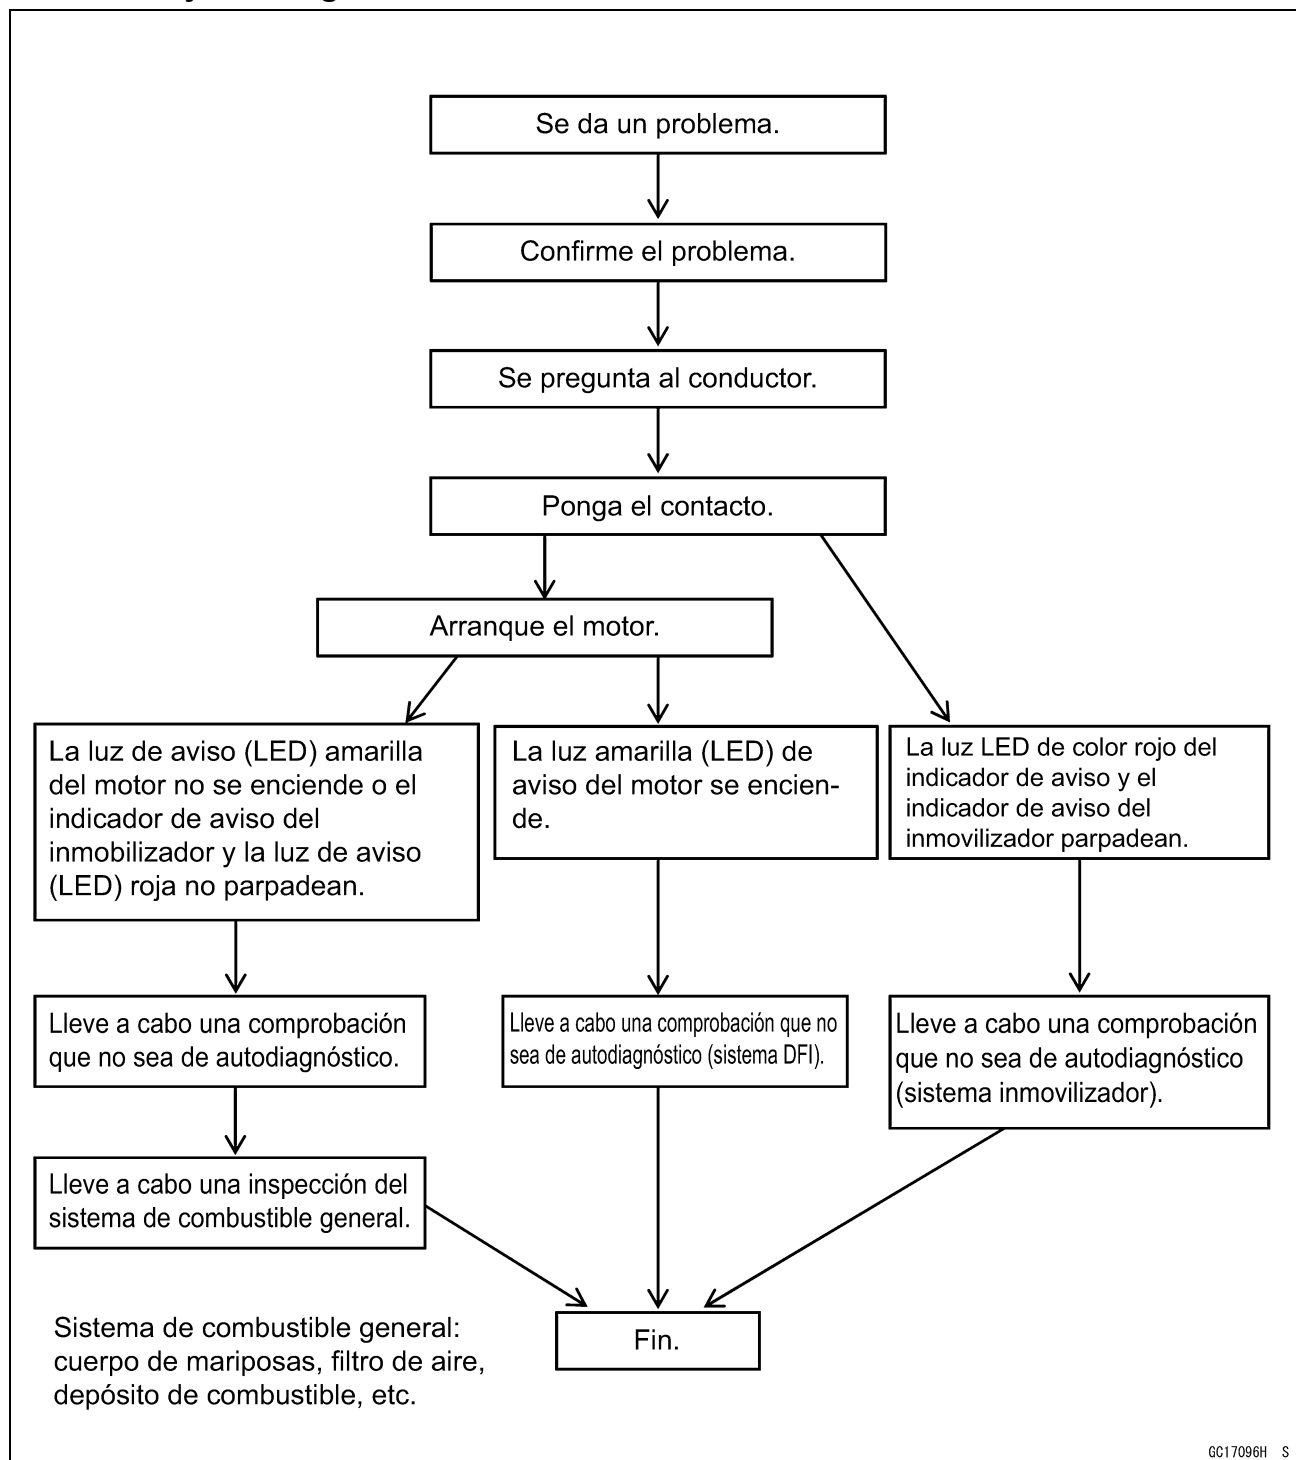 Se da un problema.
Confirme el problema.
Se pregunta al conductor.
Ponga el contacto.
Arranque el motor.
La luz de aviso (LED) amarilla
del motor no se enciende o el
indicador de aviso del
inmobilizador y la luz de aviso
(LED) roja no parpadean.
La luz amarilla (LED) de
aviso del motor se encien-
de.
La luz LED de color rojo del
indicador de aviso y el
indicador de aviso del
inmovilizador parpadean.
Lleve a cabo una comprobación
que no sea de autodiagnóstico.
Lleve a cabo una comprobación que no
sea de autodiagnóstico (sistema DFI).
Lleve a cabo una comprobación
que no sea de autodiagnóstico
(sistema inmovilizador).
Lleve a cabo una inspección del
sistema de combustible general.
Fin.
Sistema de combustible general:
cuerpo de mariposas, filtro de aire,
depósito de combustible, etc.
GC17096H S